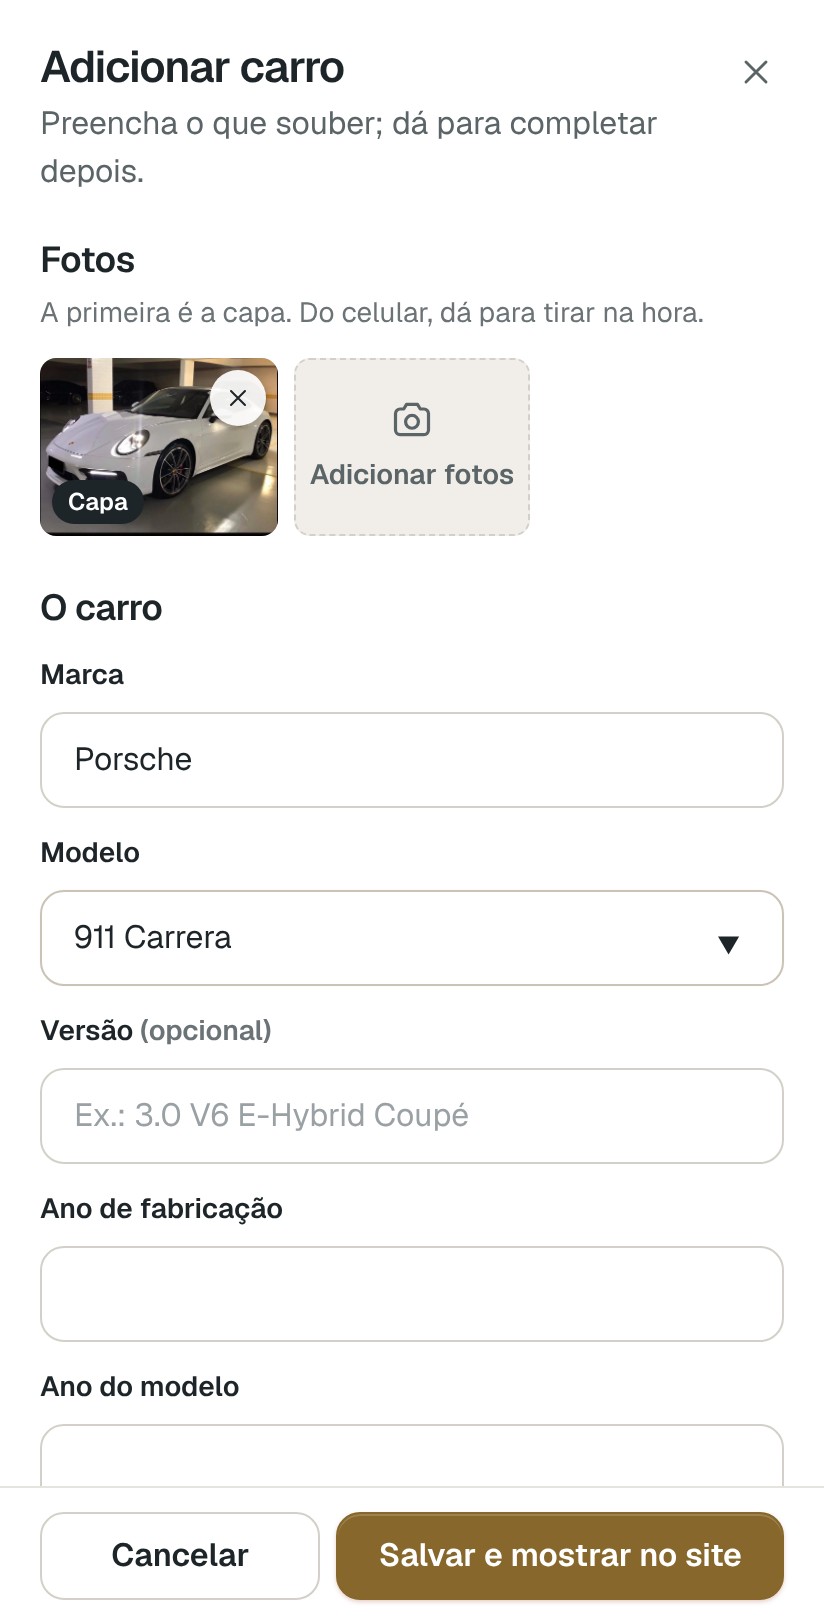 Adicionar carro
Preencha o que souber; dá para completar
depois.
Fotos
A primeira é a capa. Do celular, dá para tirar na hora.
Capa
Adicionar fotos
O carro
Marca
Porsche
Modelo
911 Carrera
Versão (opcional)
Ex.: 3.0 V6 E-Hybrid Coupé
Ano de fabricação
Ano do modelo
Cancelar
Salvar e mostrar no site